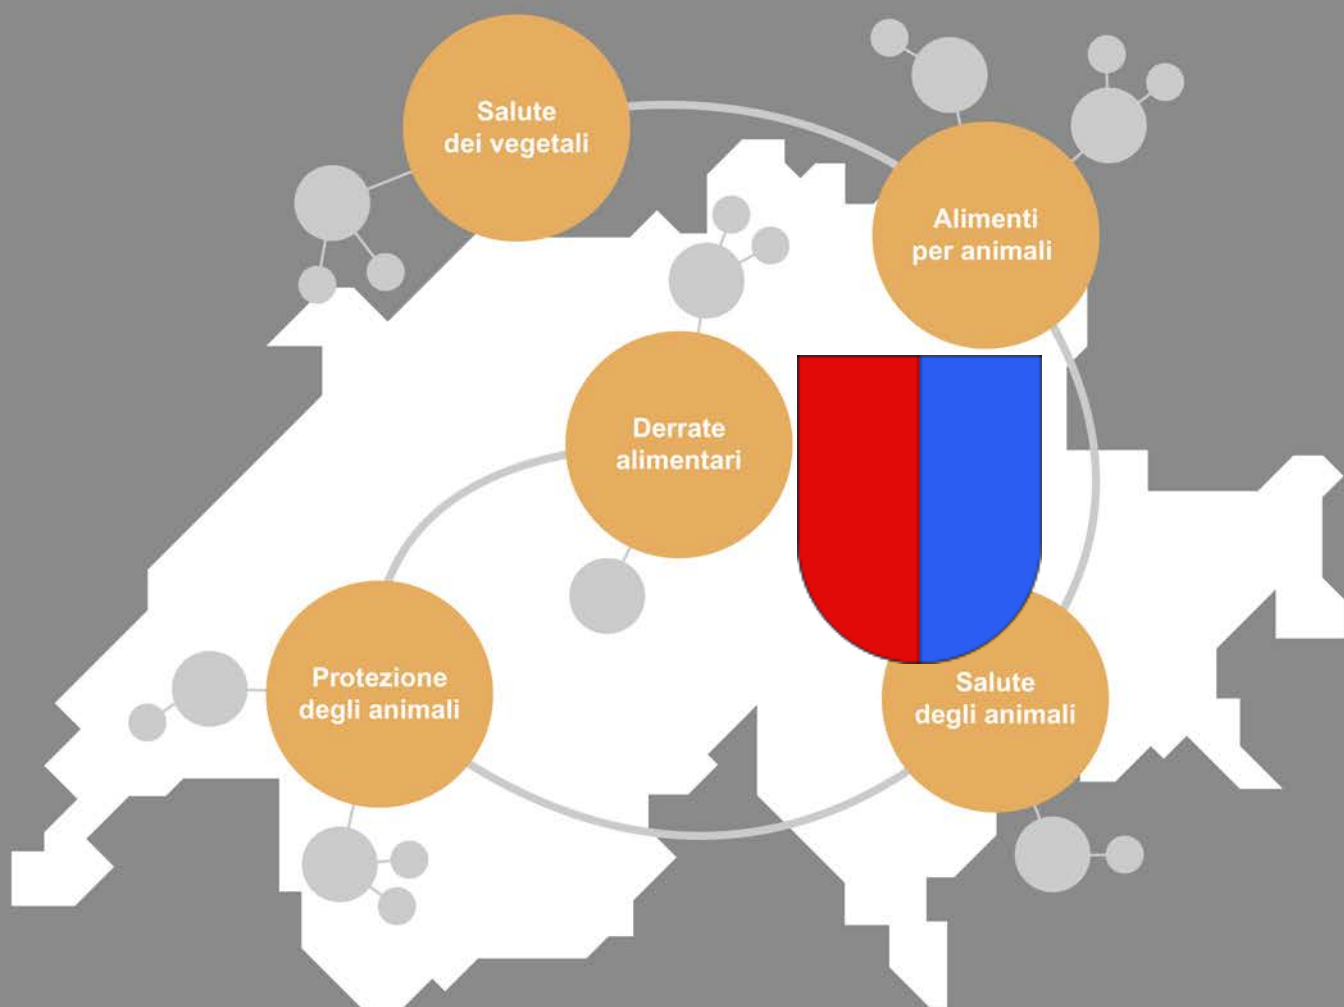 Salute
dei vegetali
Alimenti
per animali
Derrate
alimentari
Protezione
degli animali
Salute
degli animali